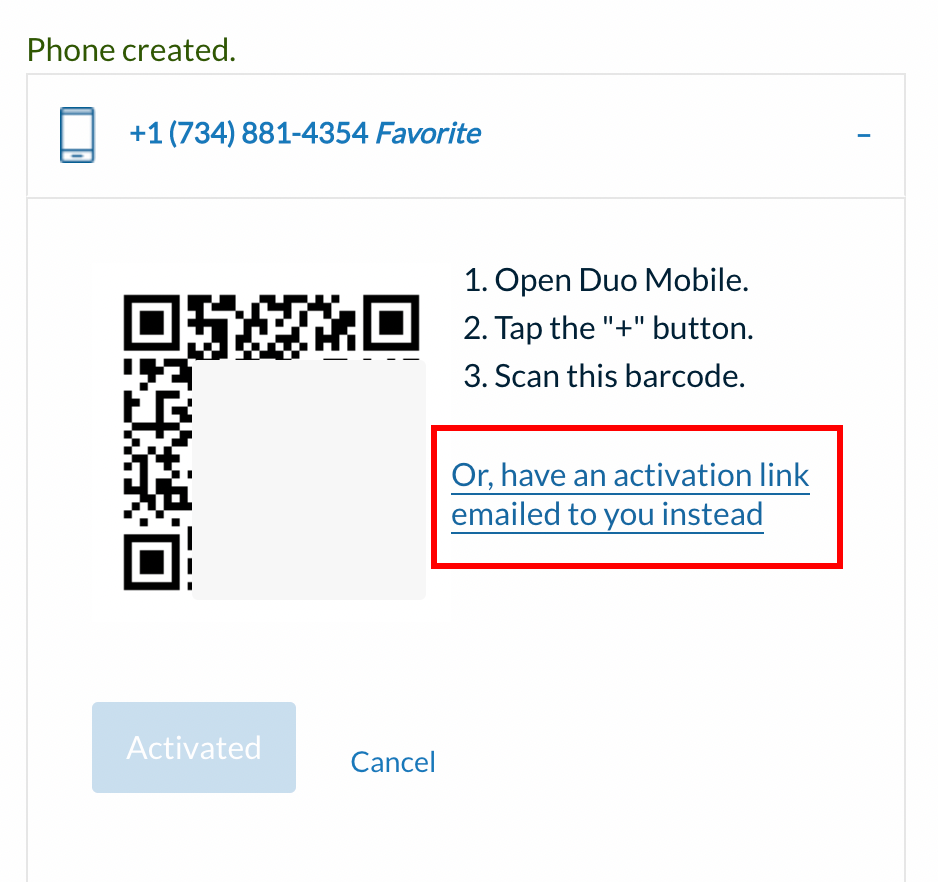 Phone created.
+1 (734) 881-4354 Favorite
–
1. Open Duo Mobile.
2. Tap the "+" button.
3. Scan this barcode.
Or, have an activation link
emailed to you instead
Activated
Cancel